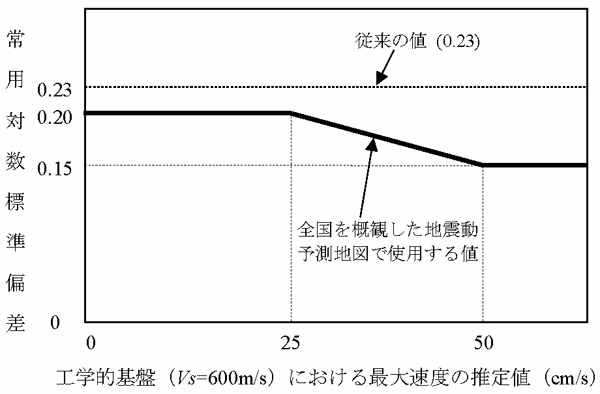 常用対数標準偏差
従来の値 (0.23)
0.23
0.20
0.15
全国を概観した地震動
予測地図で使用する値
0
0 25 50
工学的基盤（Vs=600m/s）における最大速度の推定値（cm/s）